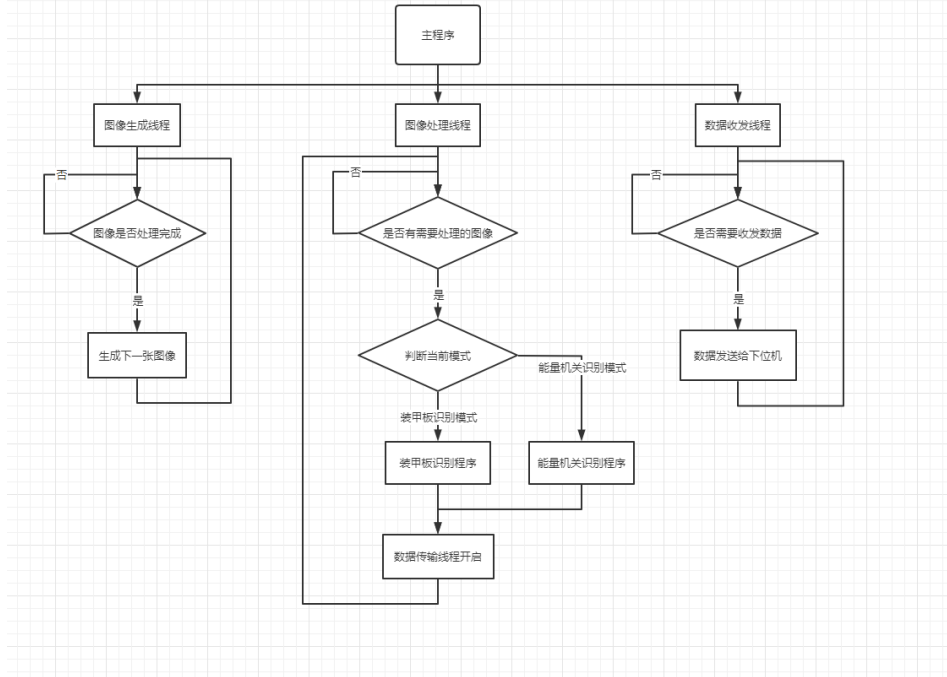 主程序
图像生成线程
图像处理线程
数据收发线程
否
否
否
图像是否处理完成
是否有需要处理的图像
是否需要收发数据
是
是
是
生成下一张图像
判断当前模式
数据发送给下位机
能量机关识别模式
装甲板识别模式
装甲板识别程序
能量机关识别程序
数据传输线程开启